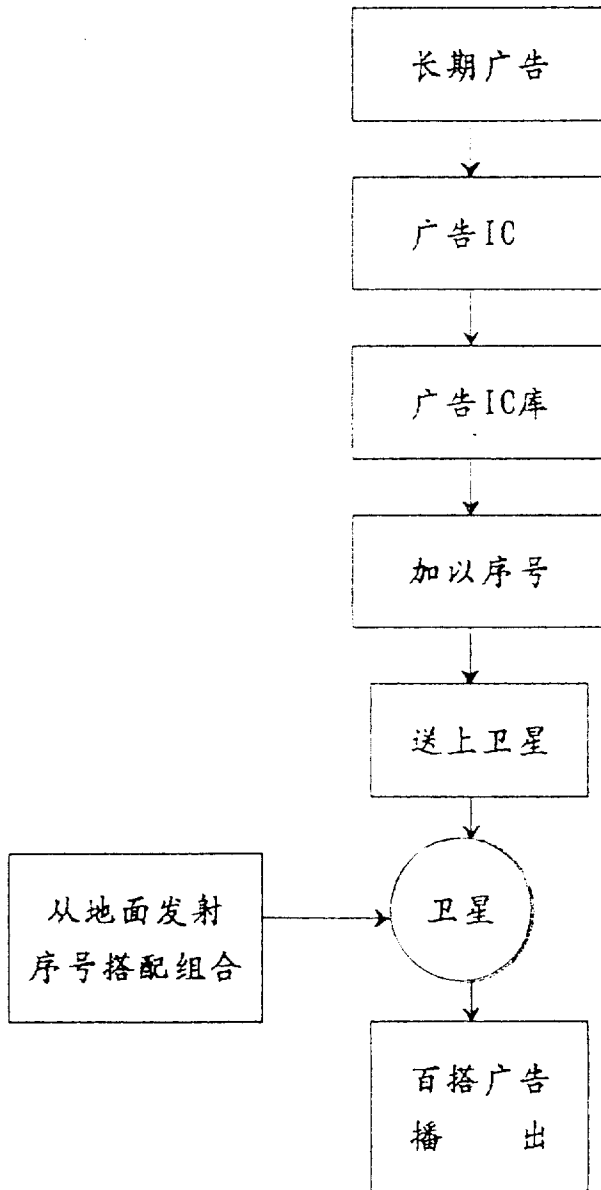 长期广告
广告IC
广告IC库
加以序号
送上卫星
卫星
从地面发射
序号搭配组合
百搭广告
播 出